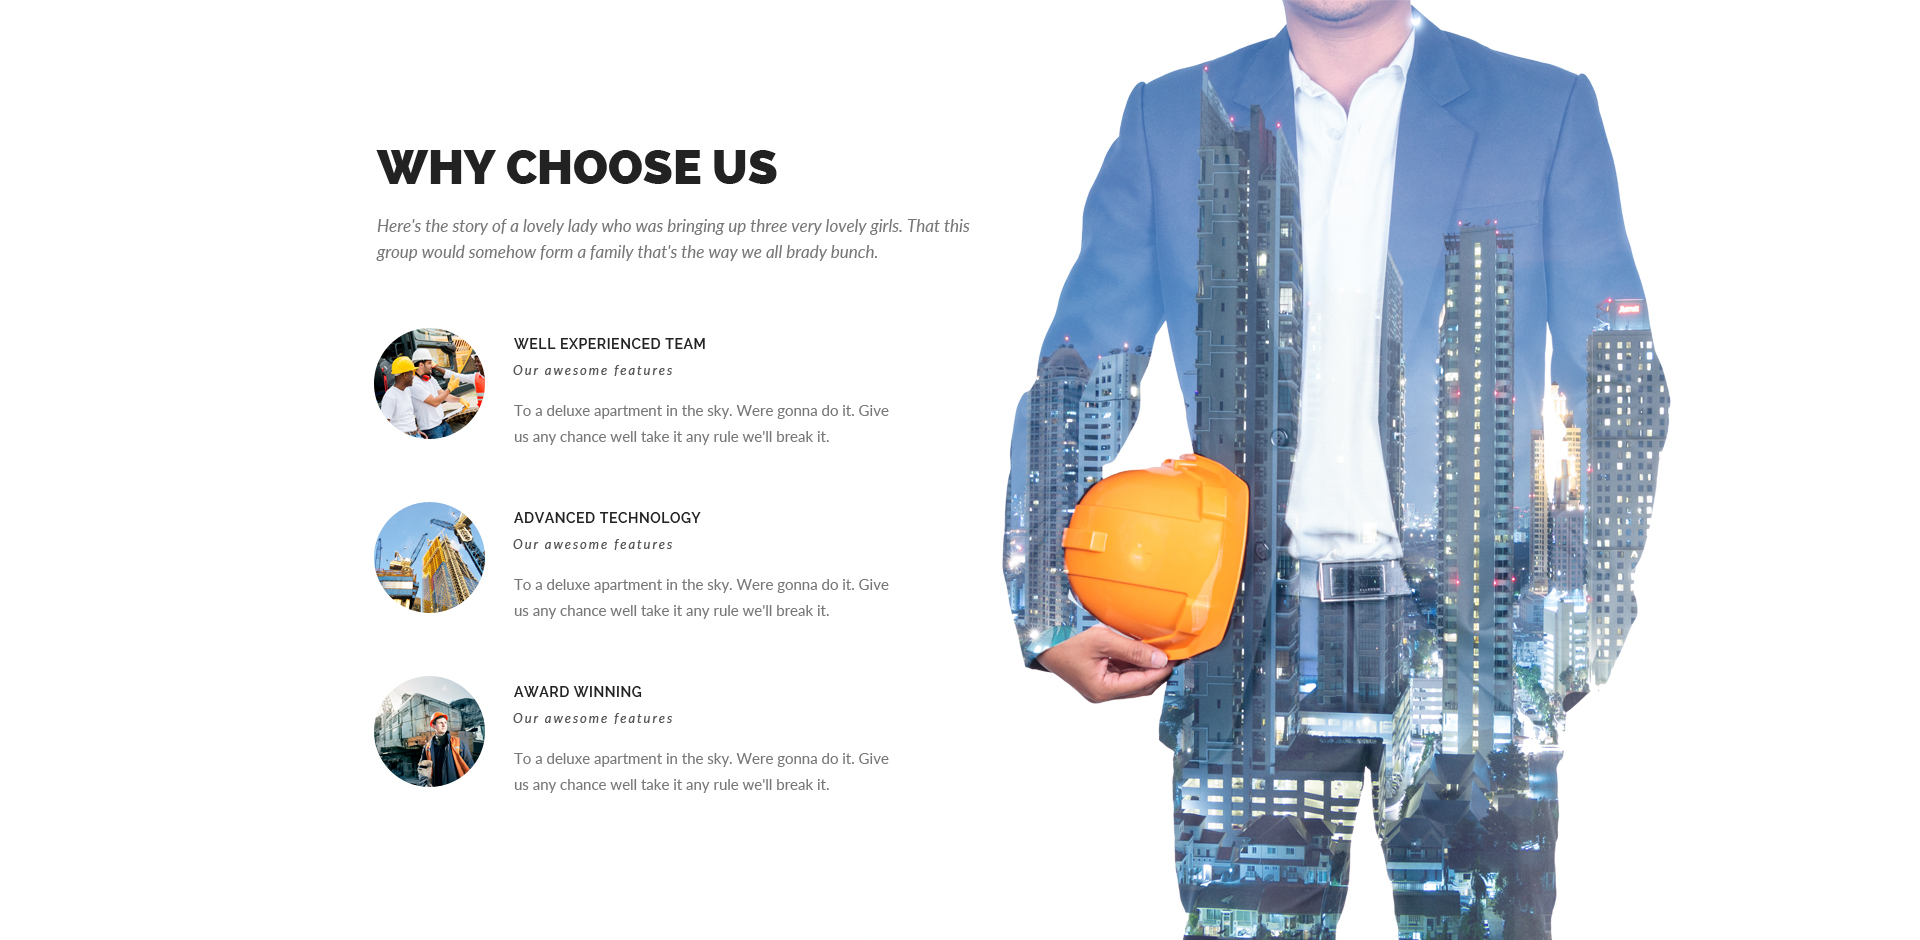 WHY CHOOSE US
Here's the story of a lovely lady who was bringing up three very lovely girls. That this
group would somehow form a family that's the way we all brady bunch.
WELL EXPERIENCED TEAM
Our awesome features
To a deluxe apartment in the sky. Were gonna do it. Give
us any chance well take it any rule we'll break it.
ADVANCED TECHNOLOGY
Our awesome features
To a deluxe apartment in the sky. Were gonna do it. Give
us any chance well take it any rule we'll break it.
AWARD WINNING
Our awesome features
To a deluxe apartment in the sky. Were gonna do it. Give
us any chance well take it any rule we'll break it.